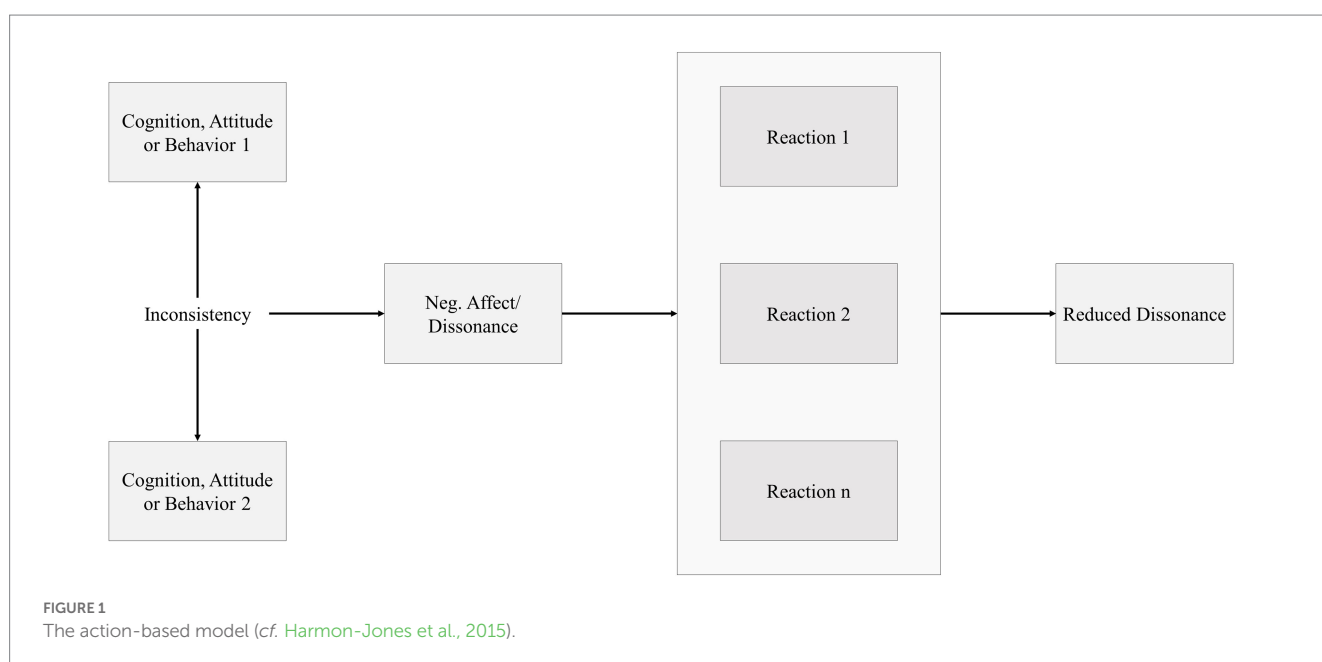 Cognition, Attitude
or Behavior 1
Inconsistency
Cognition, Attitude
or Behavior 2
Neg. Affect/
Dissonance
Reaction 1
Reaction 2
Reaction n
Reduced Dissonance
FIGURE 1
The action-based model (cf. Harmon-Jones et al., 2015).